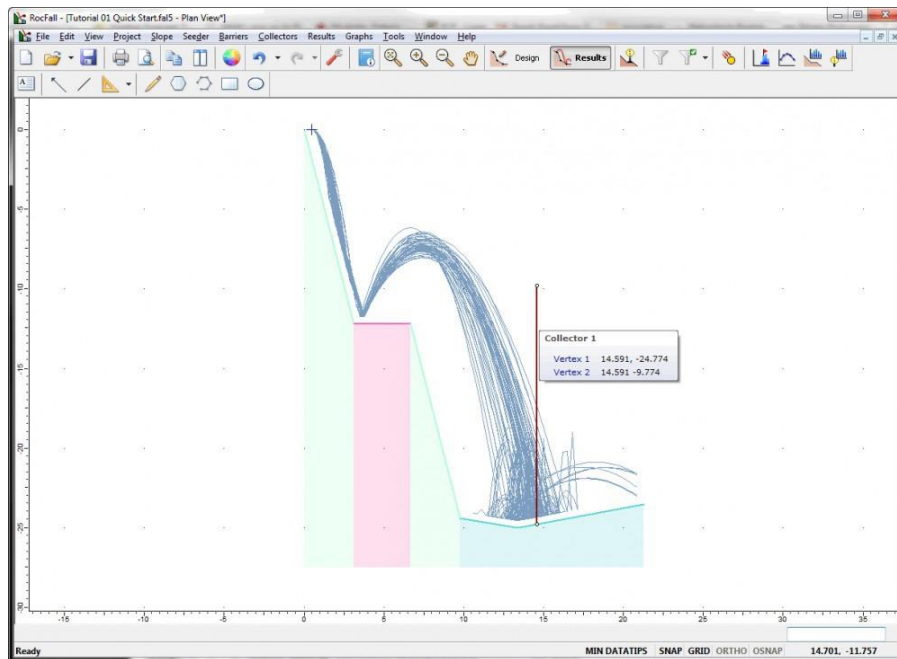 RocFall - [Tutorial 01 Quick Start.fal5 - Plan View*]
File Edit View Project Slope Seeder Barriers Collectors Results Graphs Tools Window Help
Design Results
0
-5
-10
-15
-20
-25
-30
Collector 1
Vertex 1 14.591, -24.774
Vertex 2 14.591 -9.774
-15 -10 -5 0 5 10 15 20 25 30 35
Ready MIN DATATIPS SNAP GRID ORTHO OSNAP 14.701, -11.757